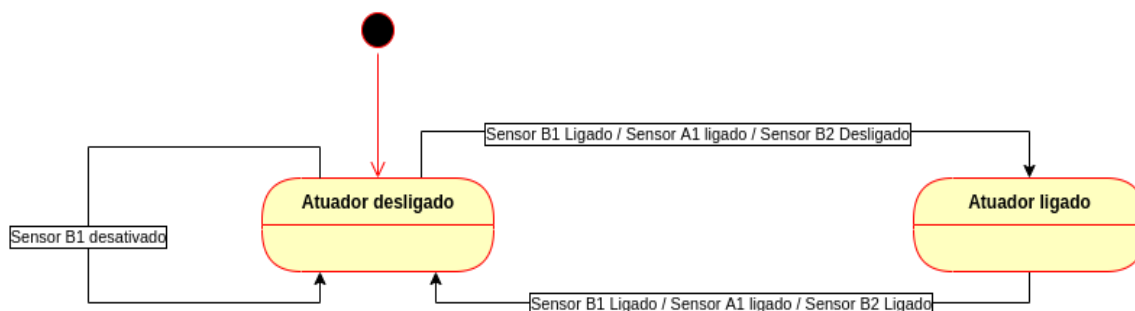 Sensor B1 Ligado / Sensor A1 ligado / Sensor B2 Desligado
Atuador desligado
Atuador ligado
Sensor B1 desativado
Sensor B1 Ligado / Sensor A1 ligado / Sensor B2 Ligado